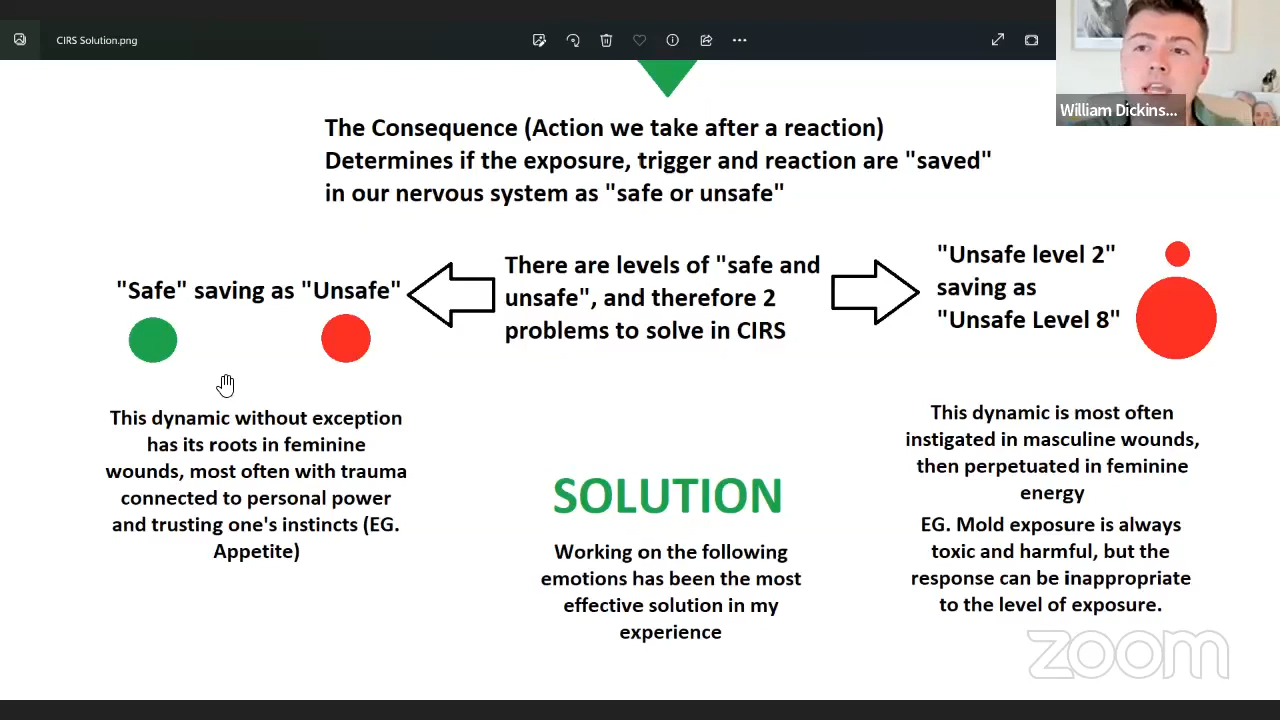 CIRS Solution.png
William Dickins...
The Consequence (Action we take after a reaction)
Determines if the exposure, trigger and reaction are "saved"
in our nervous system as "safe or unsafe"
"Safe" saving as "Unsafe"
There are levels of "safe and
unsafe", and therefore 2
problems to solve in CIRS
"Unsafe level 2"
saving as
"Unsafe Level 8"
This dynamic without exception
has its roots in feminine
wounds, most often with trauma
connected to personal power
and trusting one's instincts (EG.
Appetite)
SOLUTION
Working on the following
emotions has been the most
effective solution in my
experience
This dynamic is most often
instigated in masculine wounds,
then perpetuated in feminine
energy
EG. Mold exposure is always
toxic and harmful, but the
response can be inappropriate
to the level of exposure.
zoom